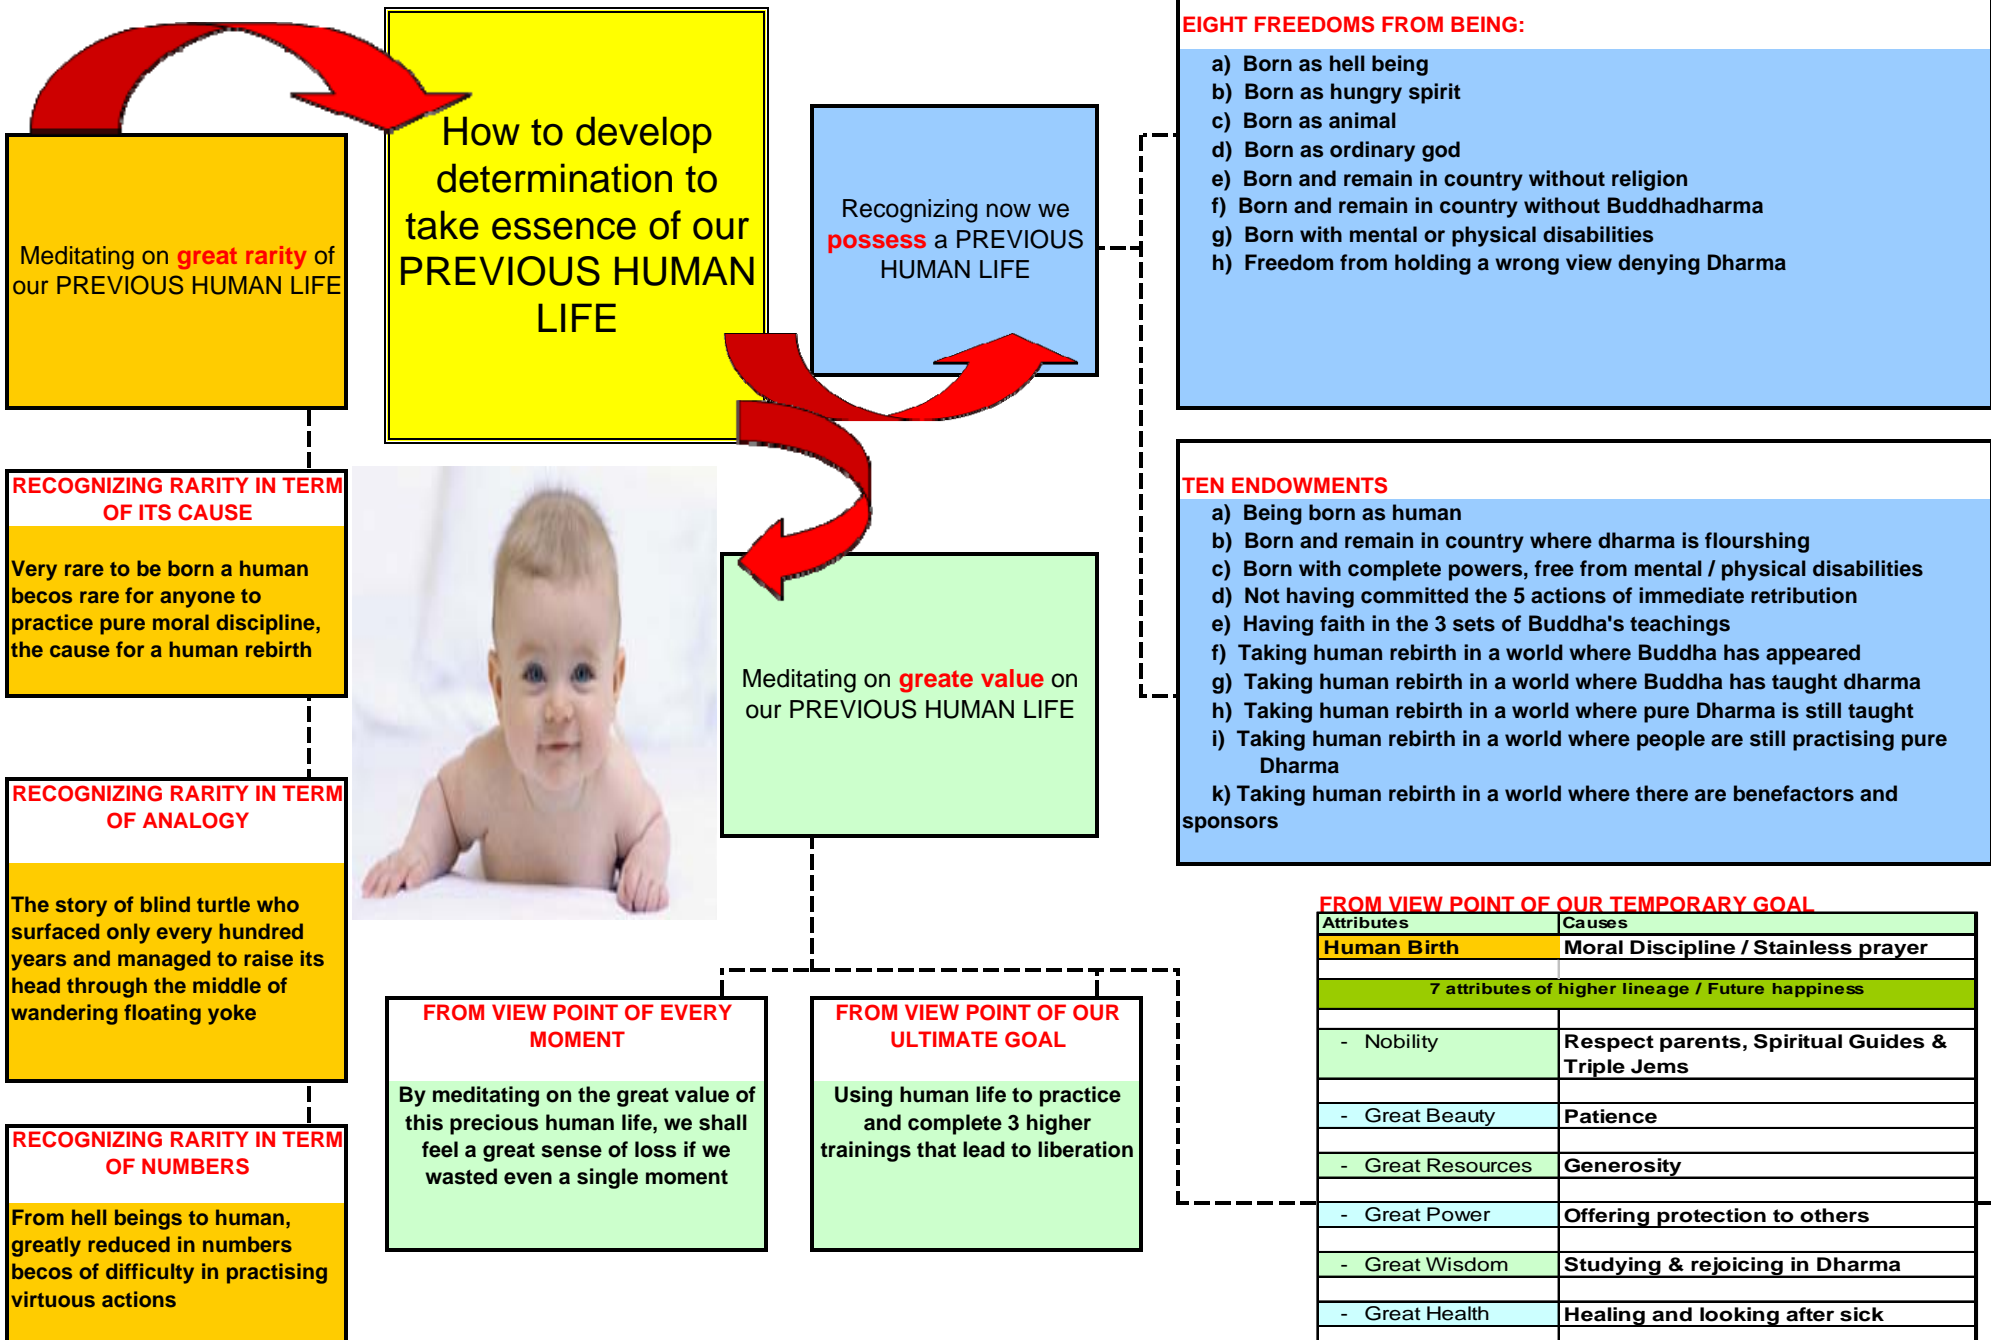 How to develop
determination to
take essence of our
PREVIOUS HUMAN
LIFE
Meditating on great rarity of
our PREVIOUS HUMAN LIFE
RECOGNIZING RARITY IN TERM
OF ITS CAUSE
Very rare to be born a human
becos rare for anyone to
practice pure moral discipline,
the cause for a human rebirth
RECOGNIZING RARITY IN TERM
OF ANALOGY
The story of blind turtle who
surfaced only every hundred
years and managed to raise its
head through the middle of
wandering floating yoke
RECOGNIZING RARITY IN TERM
OF NUMBERS
From hell beings to human,
greatly reduced in numbers
becos of difficulty in practising
virtuous actions
Recognizing now we
possess a PREVIOUS
HUMAN LIFE
EIGHT FREEDOMS FROM BEING:
a) Born as hell being
b) Born as hungry spirit
c) Born as animal
d) Born as ordinary god
e) Born and remain in country without religion
f) Born and remain in country without Buddhadharma
g) Born with mental or physical disabilities
h) Freedom from holding a wrong view denying Dharma
TEN ENDOWMENTS
a) Being born as human
b) Born and remain in country where dharma is flourshing
c) Born with complete powers, free from mental / physical disabilities
d) Not having committed the 5 actions of immediate retribution
e) Having faith in the 3 sets of Buddha's teachings
f) Taking human rebirth in a world where Buddha has appeared
g) Taking human rebirth in a world where Buddha has taught dharma
h) Taking human rebirth in a world where pure Dharma is still taught
i) Taking human rebirth in a world where people are still practising pure
Dharma
k) Taking human rebirth in a world where there are benefactors and
sponsors
Meditating on greate value on
our PREVIOUS HUMAN LIFE
FROM VIEW POINT OF EVERY
MOMENT
By meditating on the great value of
this precious human life, we shall
feel a great sense of loss if we
wasted even a single moment
FROM VIEW POINT OF OUR
ULTIMATE GOAL
Using human life to practice
and complete 3 higher
trainings that lead to liberation
FROM VIEW POINT OF OUR TEMPORARY GOAL
Attributes Causes
Human Birth Moral Discipline / Stainless prayer
7 attributes of higher lineage / Future happiness
- Nobility Respect parents, Spiritual Guides &
Triple Jems
- Great Beauty Patience
- Great Resources Generosity
- Great Power Offering protection to others
- Great Wisdom Studying & rejoicing in Dharma
- Great Health Healing and looking after sick